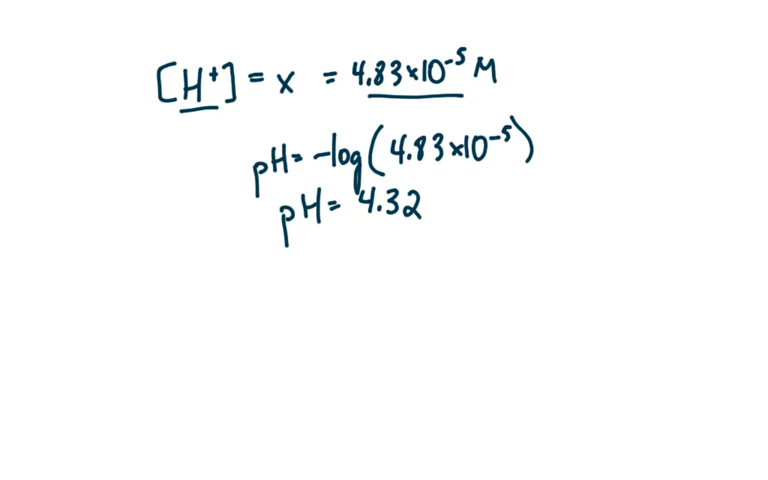 [H⁺] = x = 4.83×10⁻⁵ M
pH = -log(4.83×10⁻⁵)
pH = 4.32